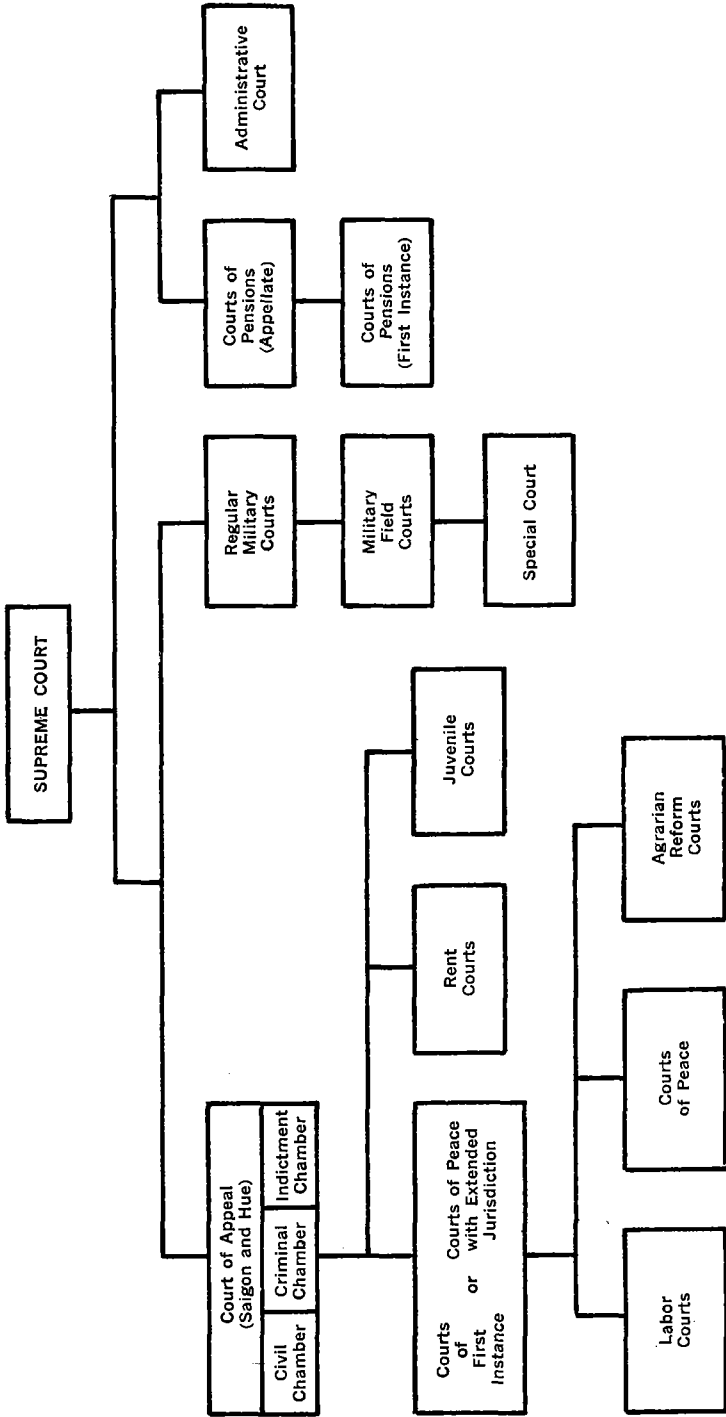 SUPREME COURT
Court of Appeal
(Saigon and Hue)
Civil
Chamber
Criminal
Chamber
Indictment
Chamber
Regular
Military
Courts
Courts of
Pensions
(Appellate)
Administrative
Court
Military
Field
Courts
Courts of
Pensions
(First Instance)
Courts
of
First
Instance
or
Courts of Peace
with Extended
Jurisdiction
Rent
Courts
Juvenile
Courts
Special Court
Labor
Courts
Courts
of Peace
Agrarian
Reform
Courts